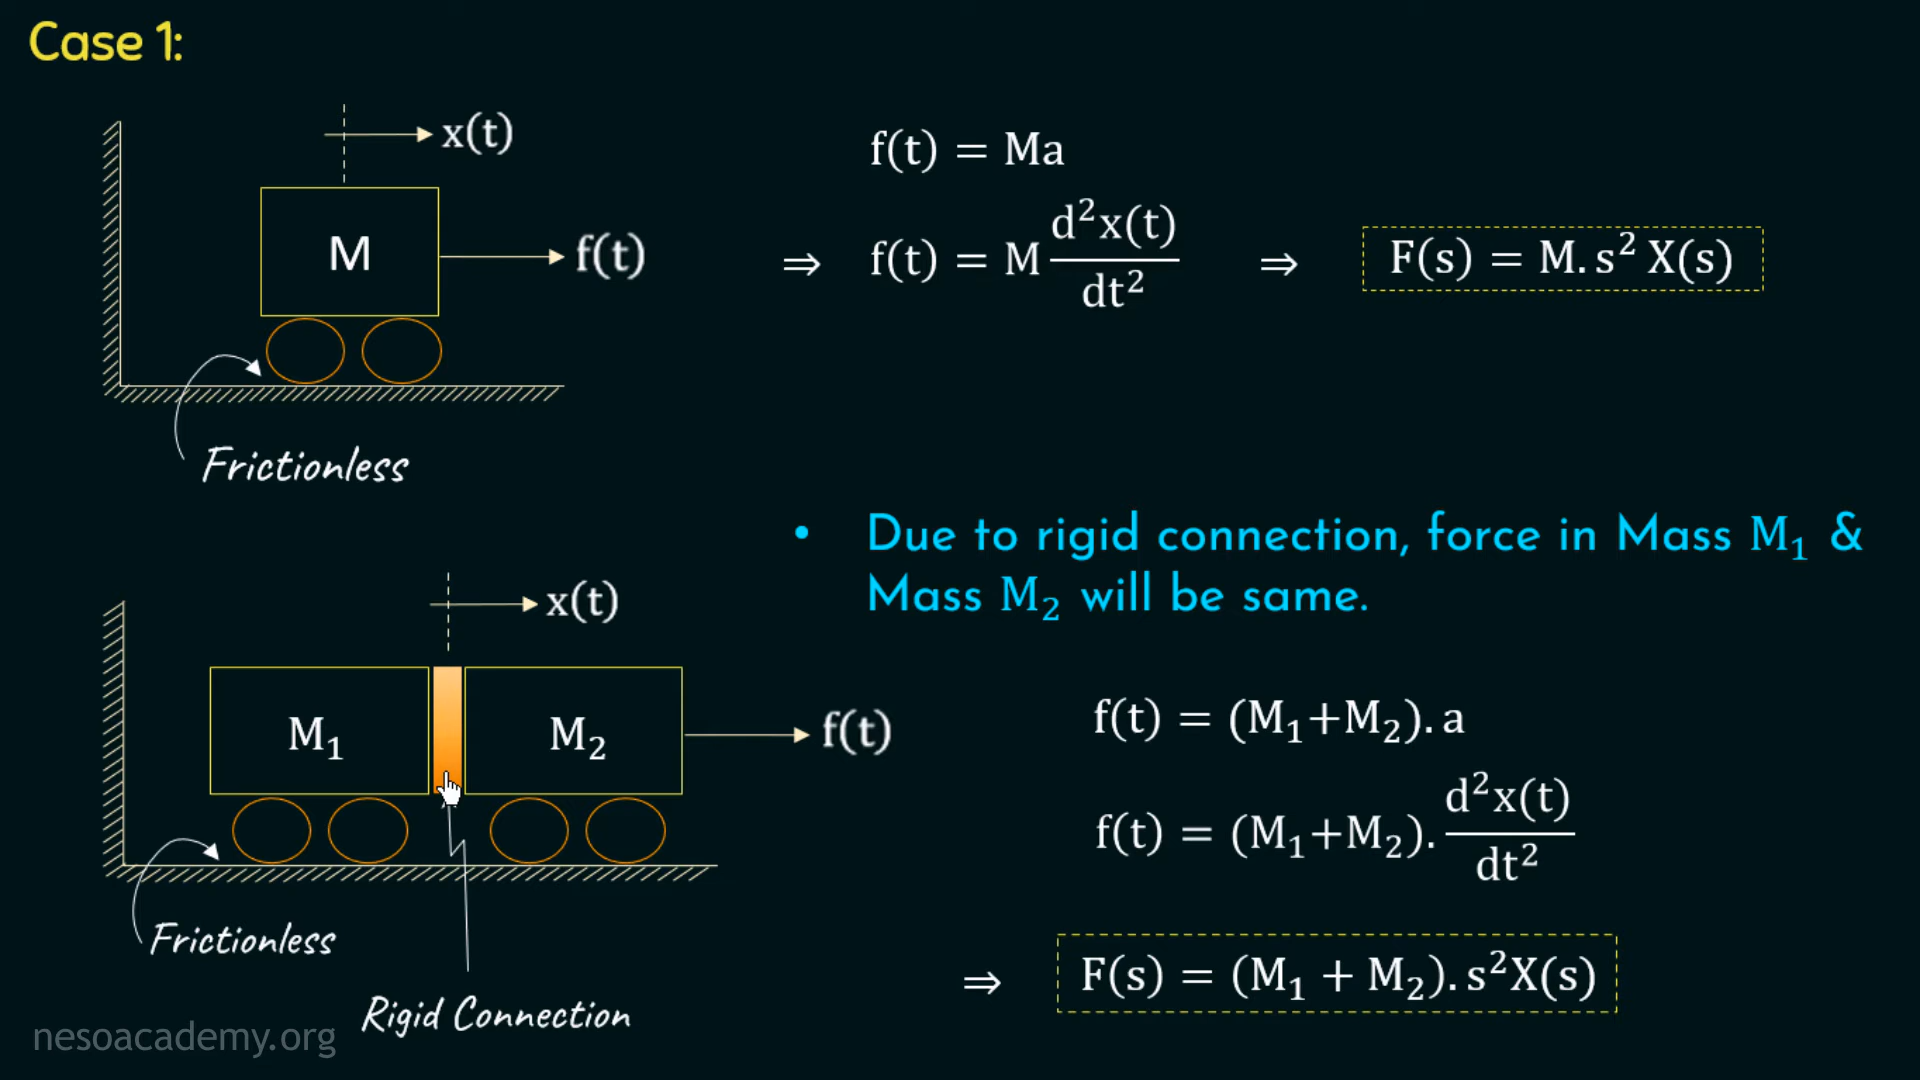 Case 1:
x(t)
M
f(t)
Frictionless
f(t) = Ma
⇒ f(t) = M d²x(t)/dt² ⇒ F(s) = M. s² X(s)
• Due to rigid connection, force in Mass M₁ &
Mass M₂ will be same.
x(t)
M₁ M₂
f(t)
Frictionless
Rigid Connection
f(t) = (M₁+M₂). a
f(t) = (M₁+M₂). d²x(t)/dt²
⇒ F(s) = (M₁ + M₂). s²X(s)
nesoacademy.org